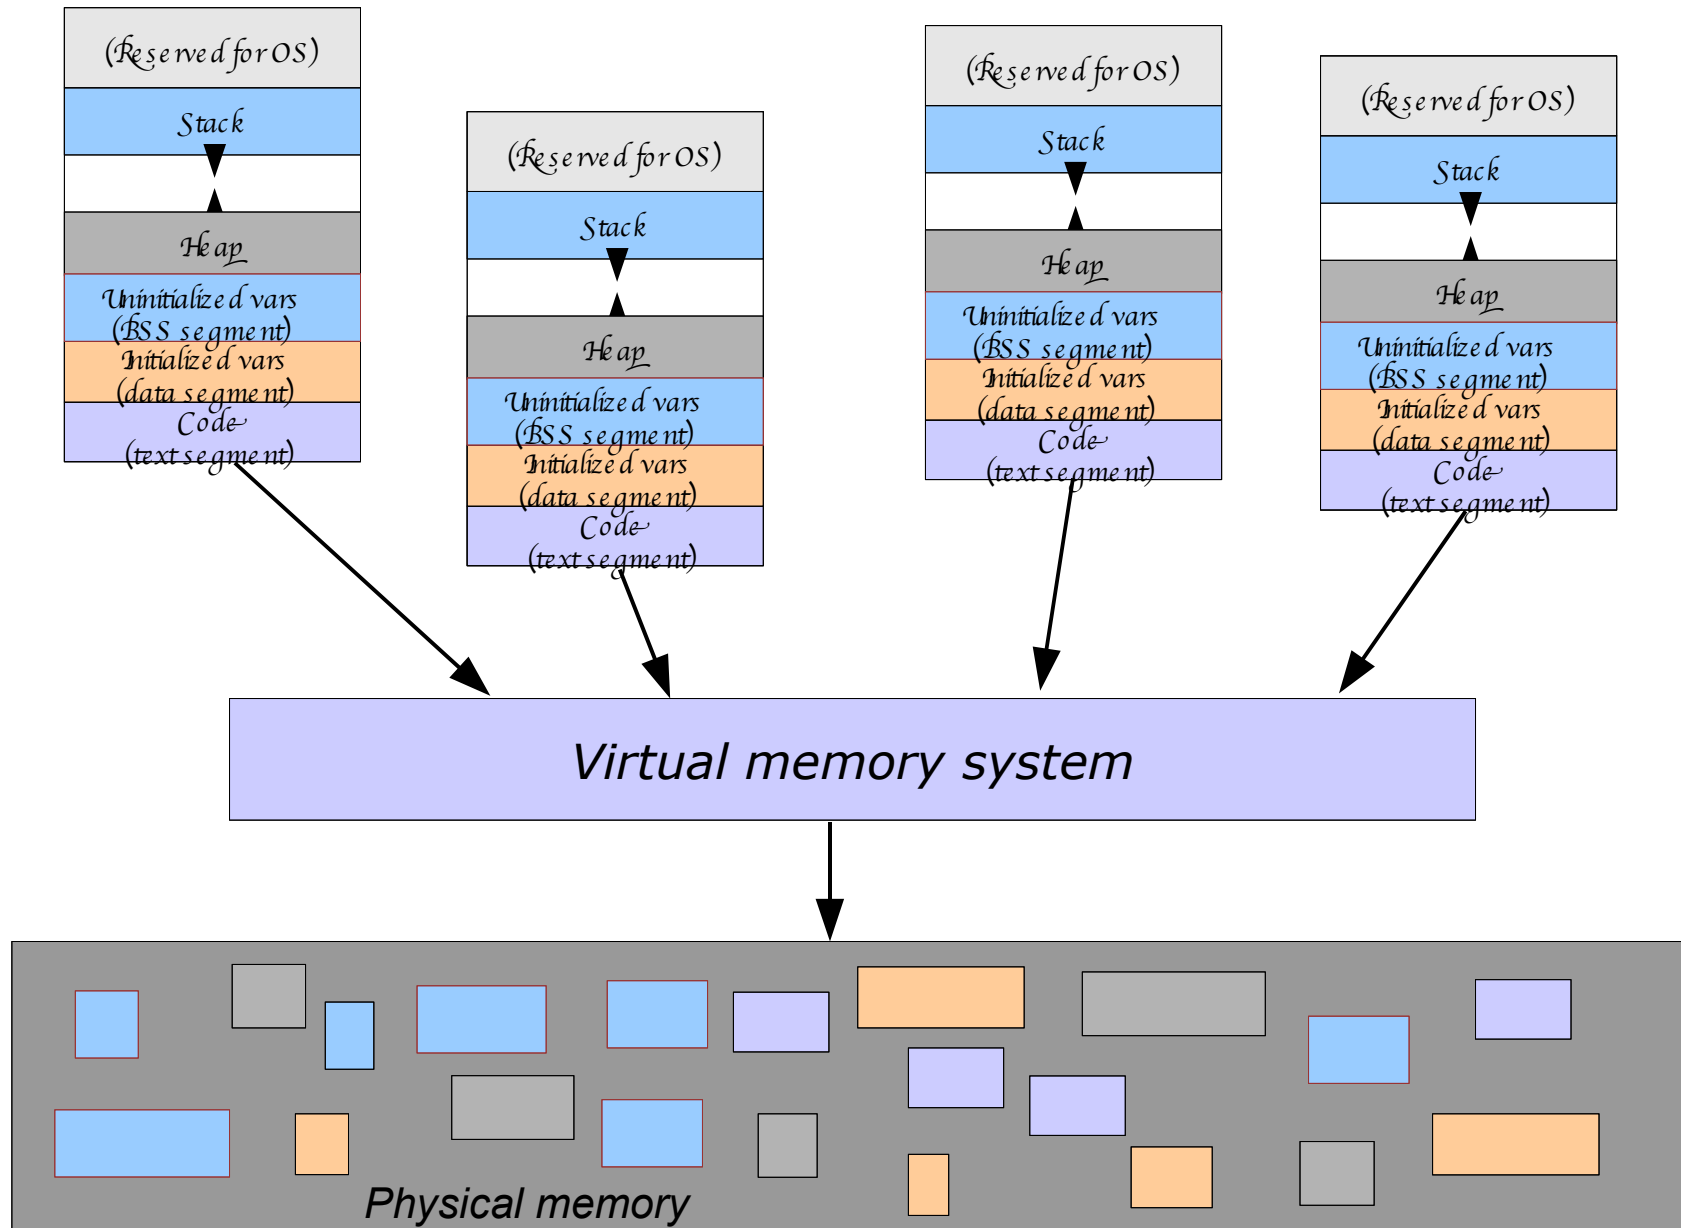 (Reserved for OS)
Stack
Heap
Uninitialized vars
(BSS segment)
Initialized vars
(data segment)
Code
(text segment)
(Reserved for OS)
Stack
Heap
Uninitialized vars
(BSS segment)
Initialized vars
(data segment)
Code
(text segment)
(Reserved for OS)
Stack
Heap
Uninitialized vars
(BSS segment)
Initialized vars
(data segment)
Code
(text segment)
(Reserved for OS)
Stack
Heap
Uninitialized vars
(BSS segment)
Initialized vars
(data segment)
Code
(text segment)
Virtual memory system
Physical memory